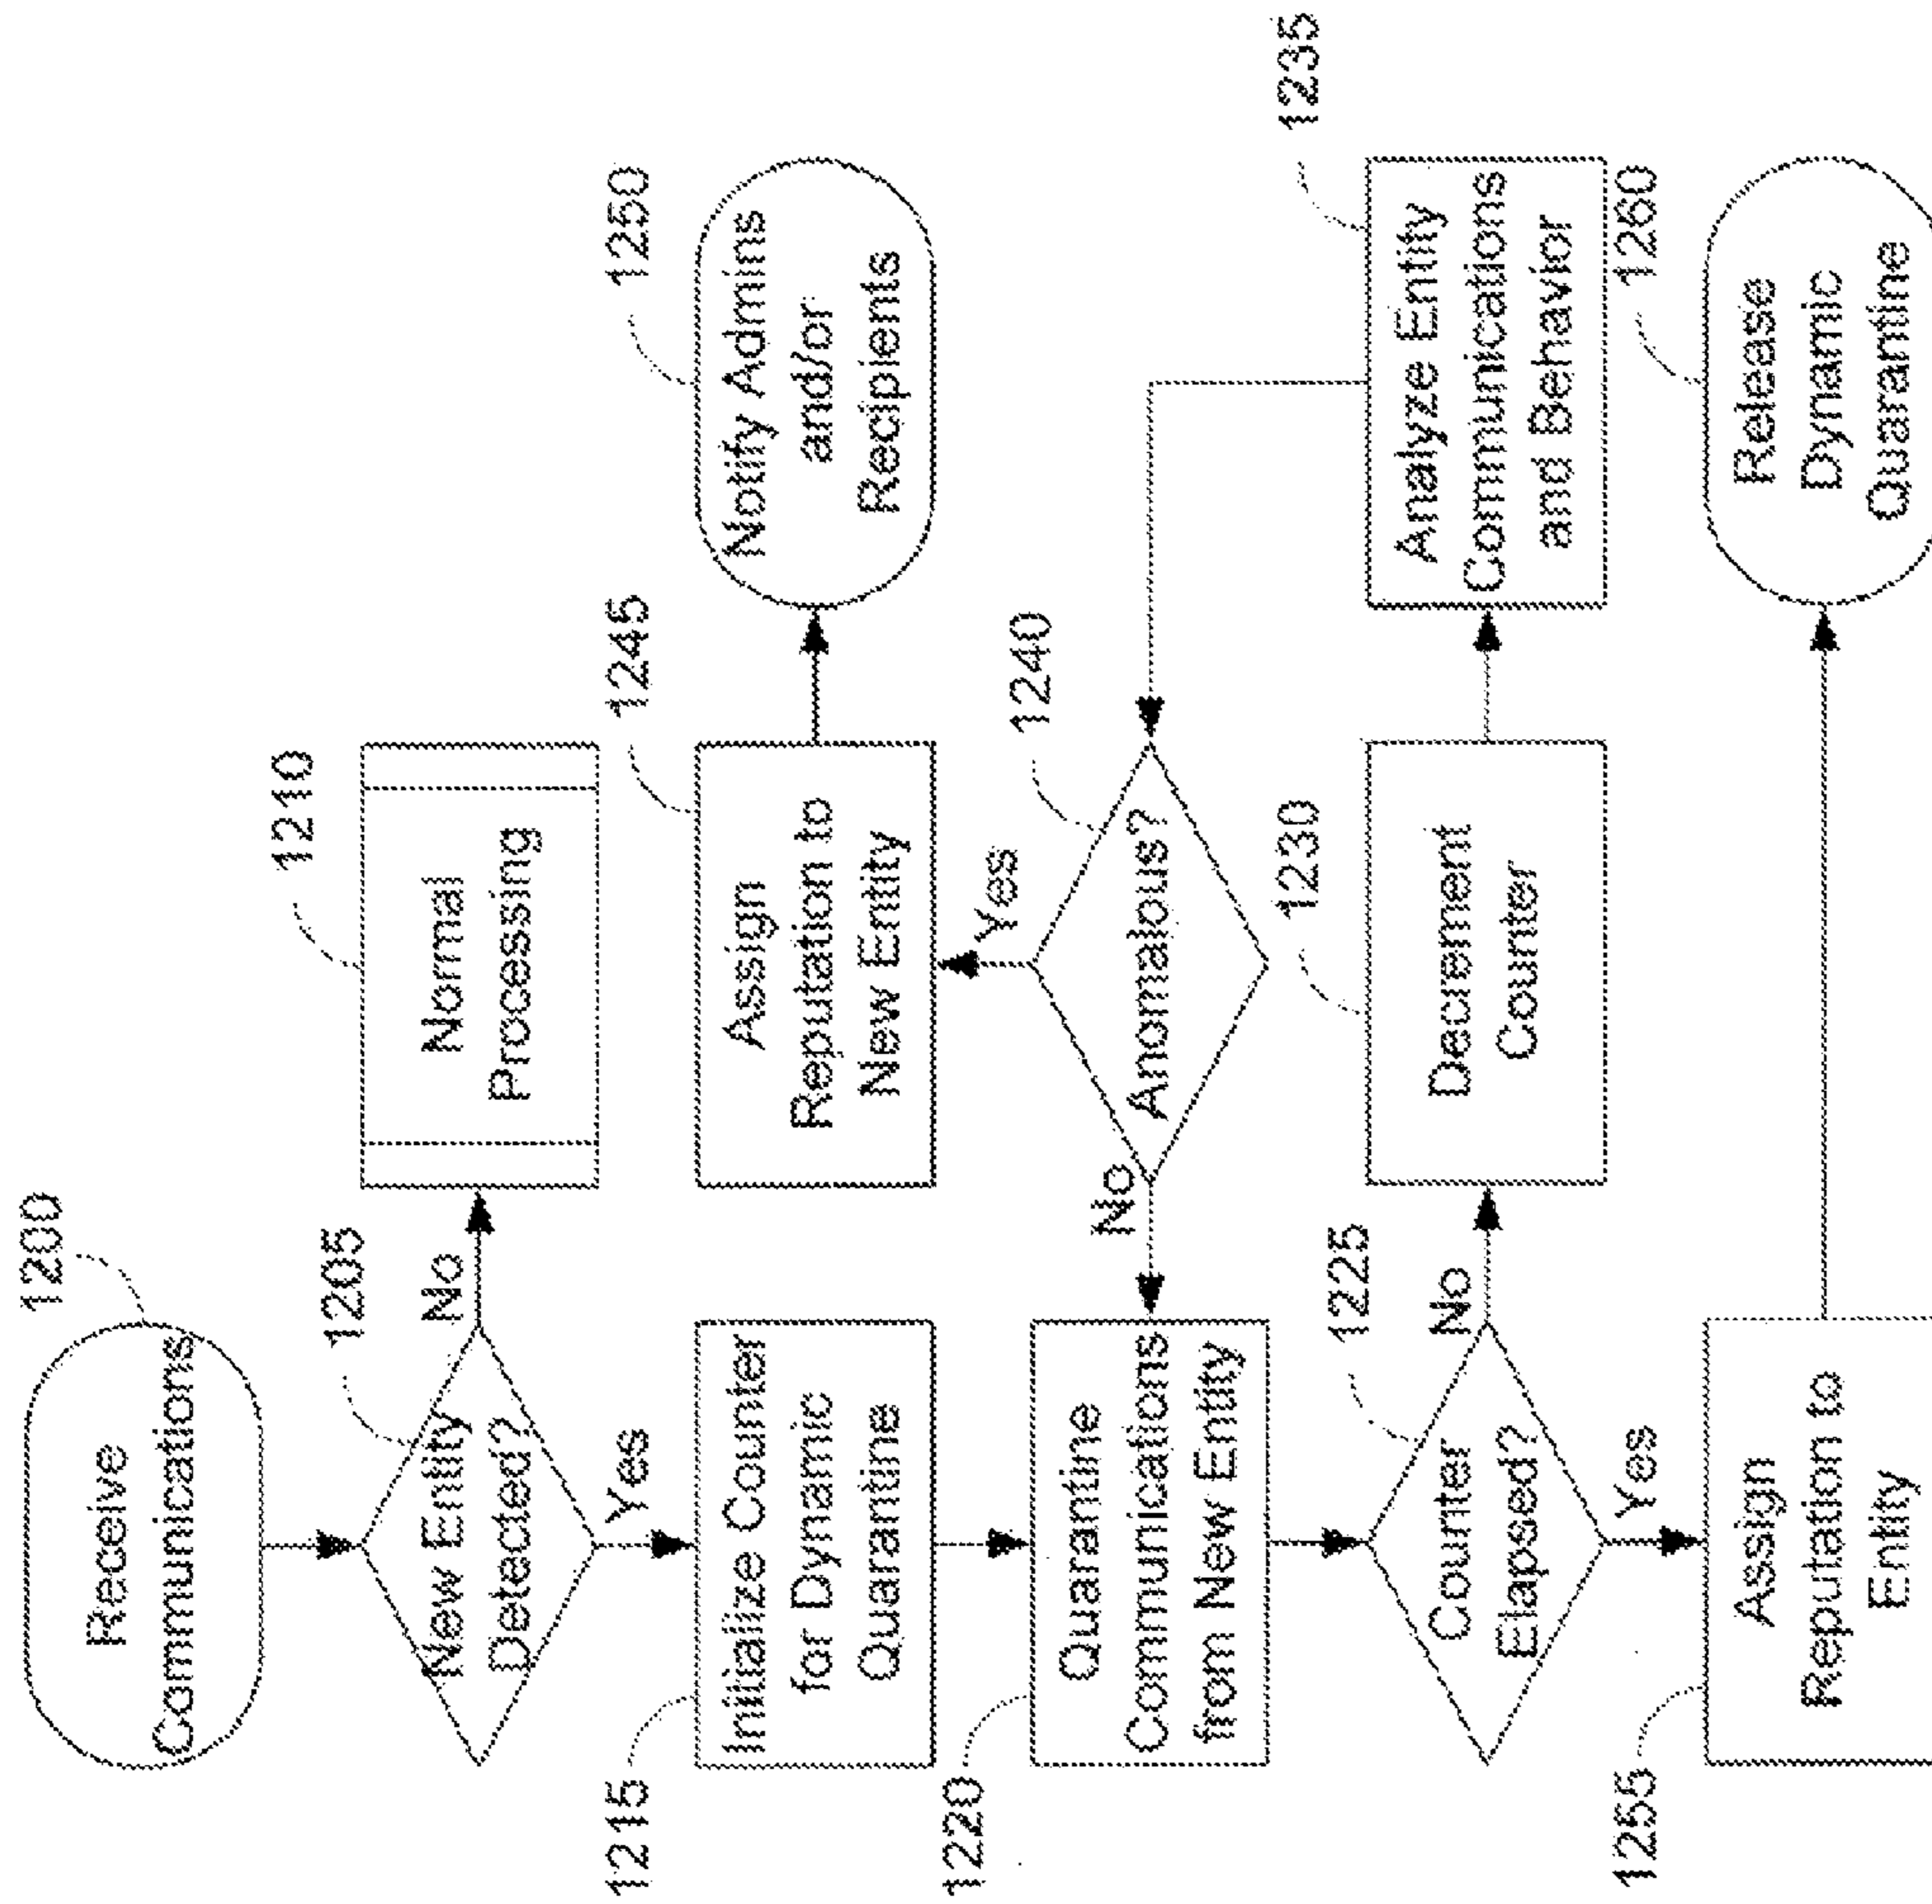 1200
Receive
Communications
1205
New Entity
Detected?
No
Yes
1210
Normal
Processing
1215
Initialize Counter
for Dynamic
Quarantine
1245
Assign
Reputation to
New Entity
1250
Notify Admins
and/or
Recipients
1220
Quarantine
Communications
from New Entity
No
Yes
1240
Anomalous?
1225
Counter
Elapsed?
No
Yes
1230
Decrement
Counter
1235
Analyze Entity
Communications
and Behavior
1255
Assign
Reputation to
Entity
1260
Release
Dynamic
Quarantine